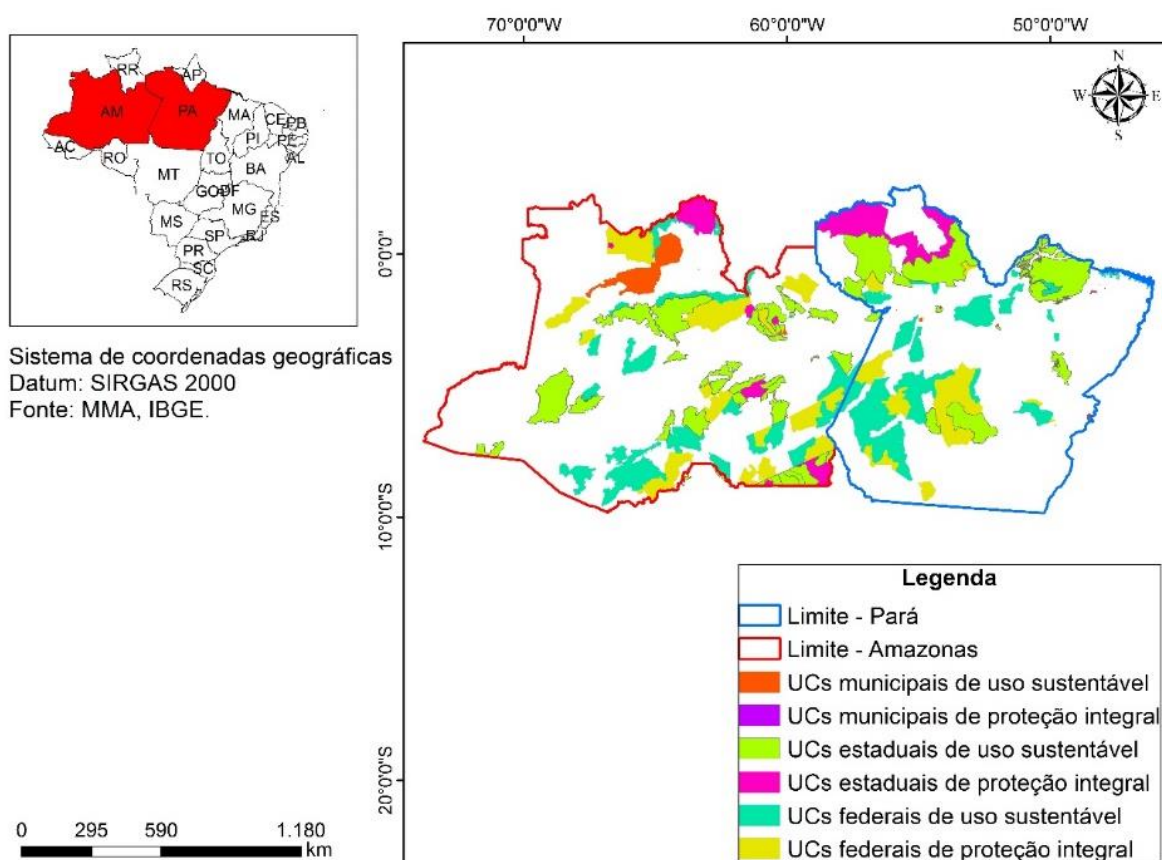 70°0'0"W 60°0'0"W 50°0'0"W
N
W E
S
RR AP
AM PA MA CE PB
PI PE
AC AL
RO TO
MT BA
GO DF
MG
MS ES
SP RJ
PR
SC
RS
0°0'0"
10°0'0"S
20°0'0"S
Sistema de coordenadas geográficas
Datum: SIRGAS 2000
Fonte: MMA, IBGE.
Legenda
Limite - Pará
Limite - Amazonas
UCs municipais de uso sustentável
UCs municipais de proteção integral
UCs estaduais de uso sustentável
UCs estaduais de proteção integral
UCs federais de uso sustentável
UCs federais de proteção integral
0 295 590 1.180
km